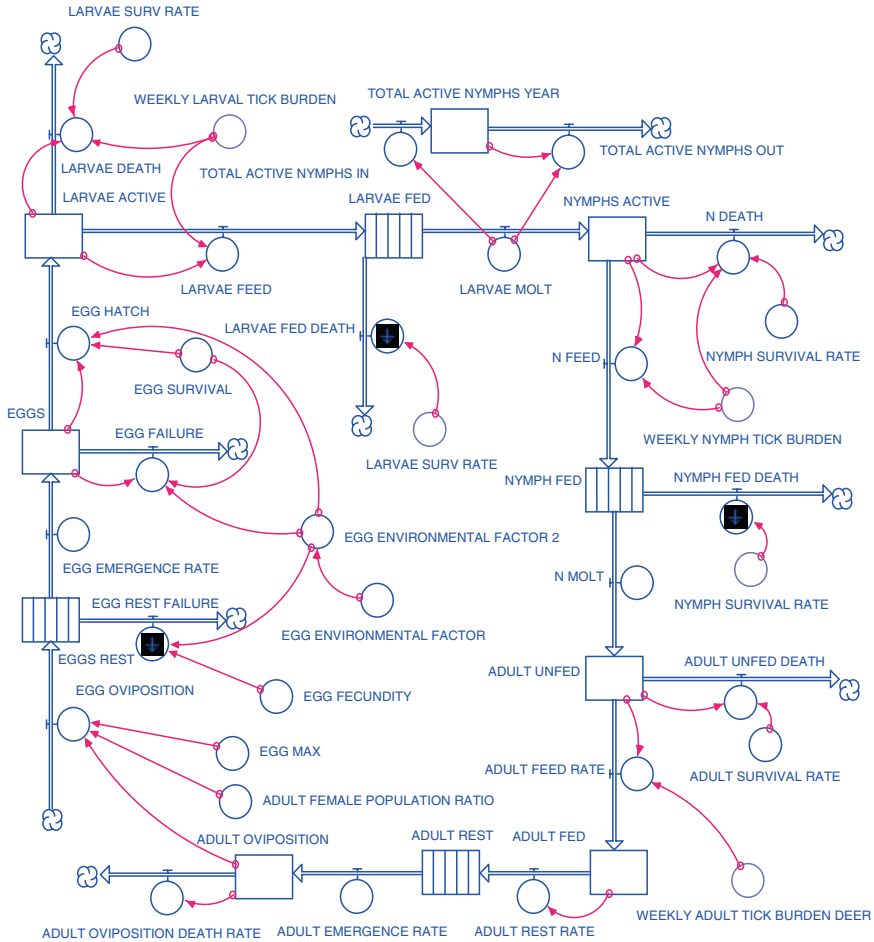 LARVAE SURV RATE
WEEKLY LARVAL TICK BURDEN
TOTAL ACTIVE NYMPHS YEAR
TOTAL ACTIVE NYMPHS OUT
LARVAE DEATH
TOTAL ACTIVE NYMPHS IN
LARVAE ACTIVE
LARVAE FED
NYMPHS ACTIVE
N DEATH
LARVAE FEED
LARVAE MOLT
EGG HATCH
LARVAE FED DEATH
N FEED
NYMPH SURVIVAL RATE
EGG SURVIVAL
EGGS
EGG FAILURE
WEEKLY NYMPH TICK BURDEN
LARVAE SURV RATE
NYMPH FED
NYMPH FED DEATH
EGG ENVIRONMENTAL FACTOR 2
EGG EMERGENCE RATE
N MOLT
EGG REST FAILURE
NYMPH SURVIVAL RATE
EGG ENVIRONMENTAL FACTOR
EGGS REST
ADULT UNFED
ADULT UNFED DEATH
EGG OVIPOSITION
EGG FECUNDITY
EGG MAX
ADULT FEED RATE
ADULT SURVIVAL RATE
ADULT FEMALE POPULATION RATIO
ADULT OVIPOSITION
ADULT REST
ADULT FED
WEEKLY ADULT TICK BURDEN DEER
ADULT OVIPOSITION DEATH RATE
ADULT EMERGENCE RATE
ADULT REST RATE